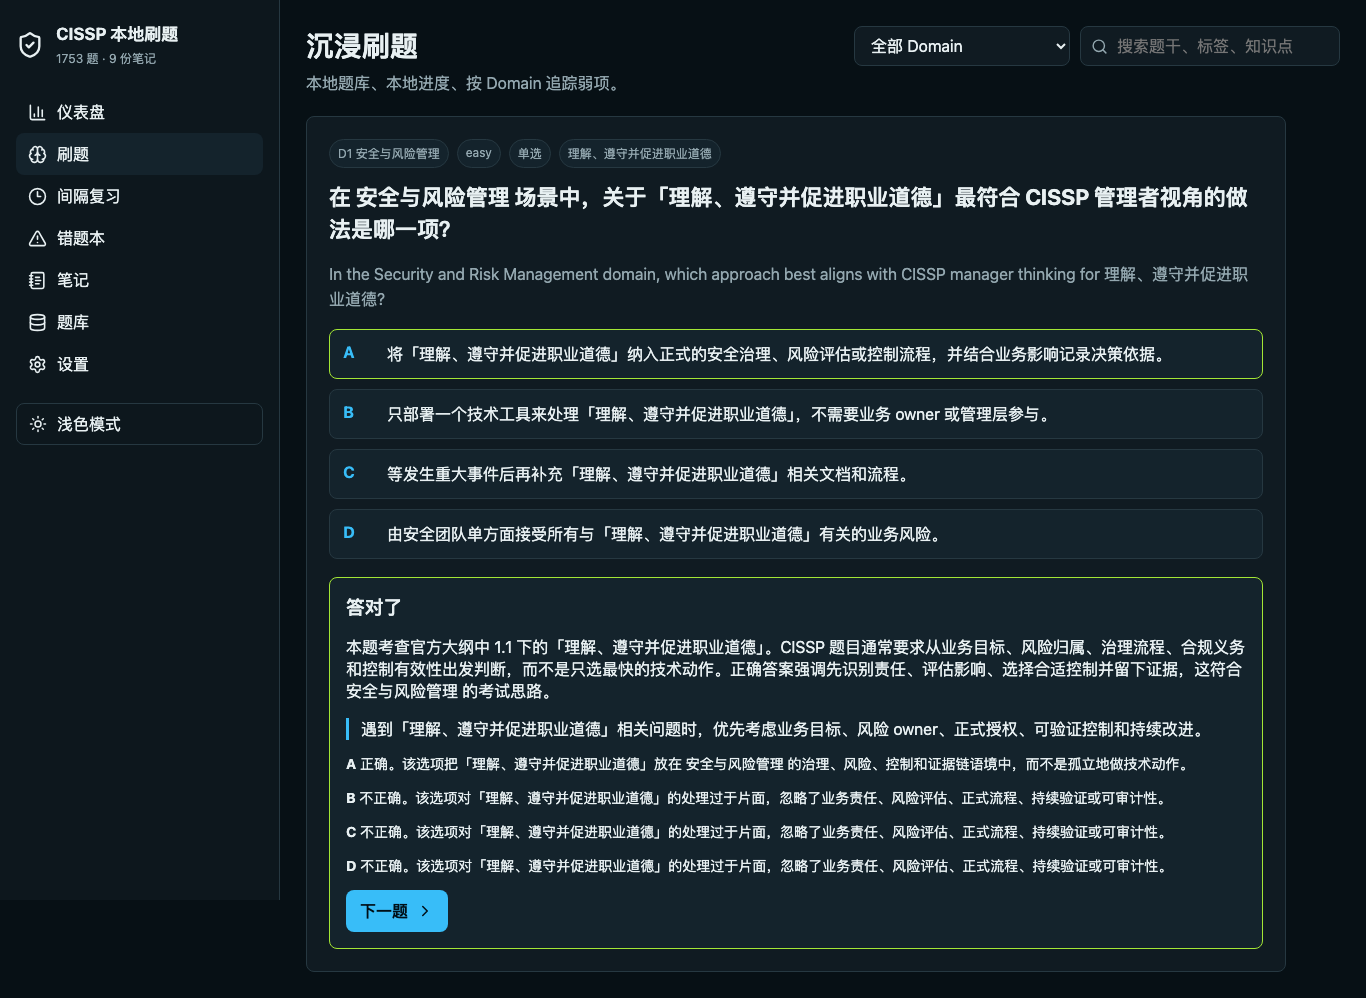 CISSP 本地刷题
1753 题 · 9 份笔记
仪表盘
刷题
间隔复习
错题本
笔记
题库
设置
浅色模式
沉浸刷题
本地题库、本地进度、按 Domain 追踪弱项。
全部 Domain
搜索题干、标签、知识点
D1 安全与风险管理
easy
单选
理解、遵守并促进职业道德
在 安全与风险管理 场景中，关于「理解、遵守并促进职业道德」最符合 CISSP 管理者视角的做
法是哪一项？
In the Security and Risk Management domain, which approach best aligns with CISSP manager thinking for 理解、遵守并促进职
业道德?
A 将「理解、遵守并促进职业道德」纳入正式的安全治理、风险评估或控制流程，并结合业务影响记录决策依据。
B 只部署一个技术工具来处理「理解、遵守并促进职业道德」，不需要业务 owner 或管理层参与。
C 等发生重大事件后再补充「理解、遵守并促进职业道德」相关文档和流程。
D 由安全团队单方面接受所有与「理解、遵守并促进职业道德」有关的业务风险。
答对了
本题考查官方大纲中 1.1 下的「理解、遵守并促进职业道德」。CISSP 题目通常要求从业务目标、风险归属、治理流程、合规义务
和控制有效性出发判断，而不是只选最快的技术动作。正确答案强调先识别责任、评估影响、选择合适控制并留下证据，这符合
安全与风险管理 的考试思路。
遇到「理解、遵守并促进职业道德」相关问题时，优先考虑业务目标、风险 owner、正式授权、可验证控制和持续改进。
A 正确。该选项把「理解、遵守并促进职业道德」放在 安全与风险管理 的治理、风险、控制和证据链语境中，而不是孤立地做技术动作。
B 不正确。该选项对「理解、遵守并促进职业道德」的处理过于片面，忽略了业务责任、风险评估、正式流程、持续验证或可审计性。
C 不正确。该选项对「理解、遵守并促进职业道德」的处理过于片面，忽略了业务责任、风险评估、正式流程、持续验证或可审计性。
D 不正确。该选项对「理解、遵守并促进职业道德」的处理过于片面，忽略了业务责任、风险评估、正式流程、持续验证或可审计性。
下一题